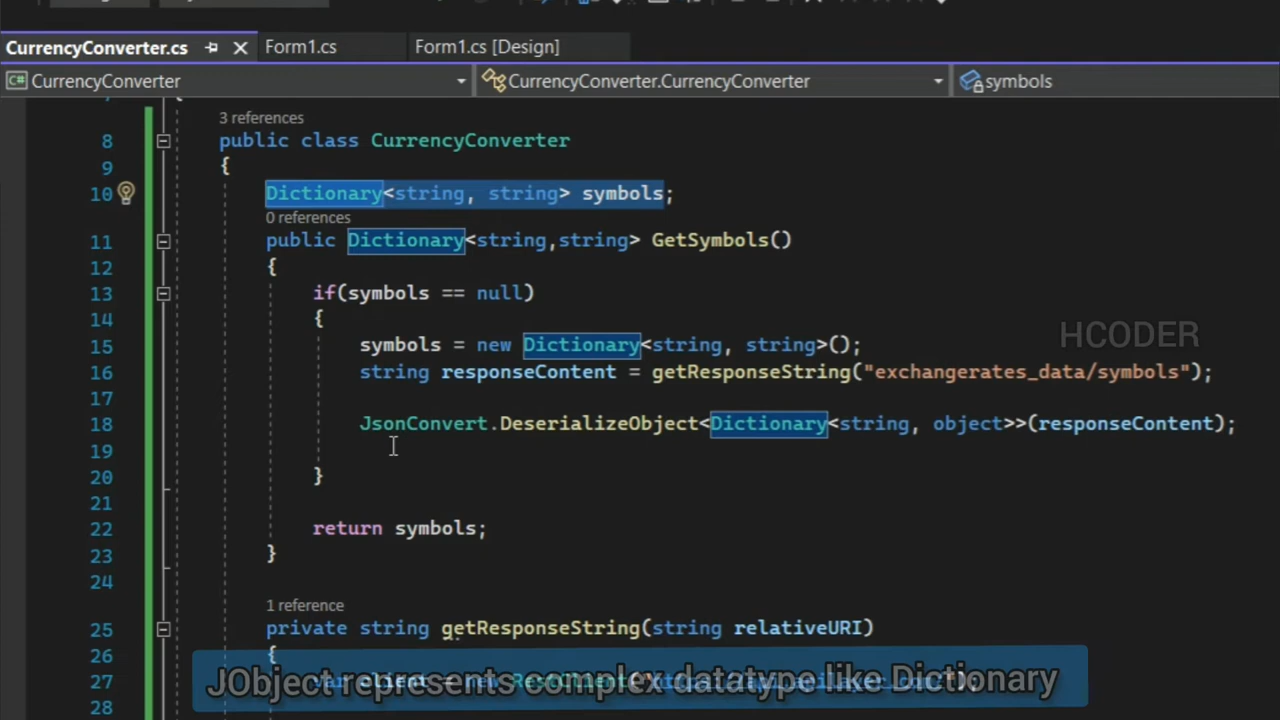 CurrencyConverter.cs
Form1.cs
Form1.cs [Design]
C# CurrencyConverter
CurrencyConverter.CurrencyConverter
symbols
3 references
8 public class CurrencyConverter
9 {
10 Dictionary<string, string> symbols;
0 references
11 public Dictionary<string,string> GetSymbols()
12 {
13 if(symbols == null)
14 {
15 symbols = new Dictionary<string, string>();
HCODER
16 string responseContent = getResponseString("exchangerates_data/symbols");
17
18 JsonConvert.DeserializeObject<Dictionary<string, object>>(responseContent);
19
20 }
21
22 return symbols;
23 }
24
1 reference
25 private string getResponseString(string relativeURI)
26 {
27 var client = new RestClient(
JObject represents complex datatype like Dictionary
28